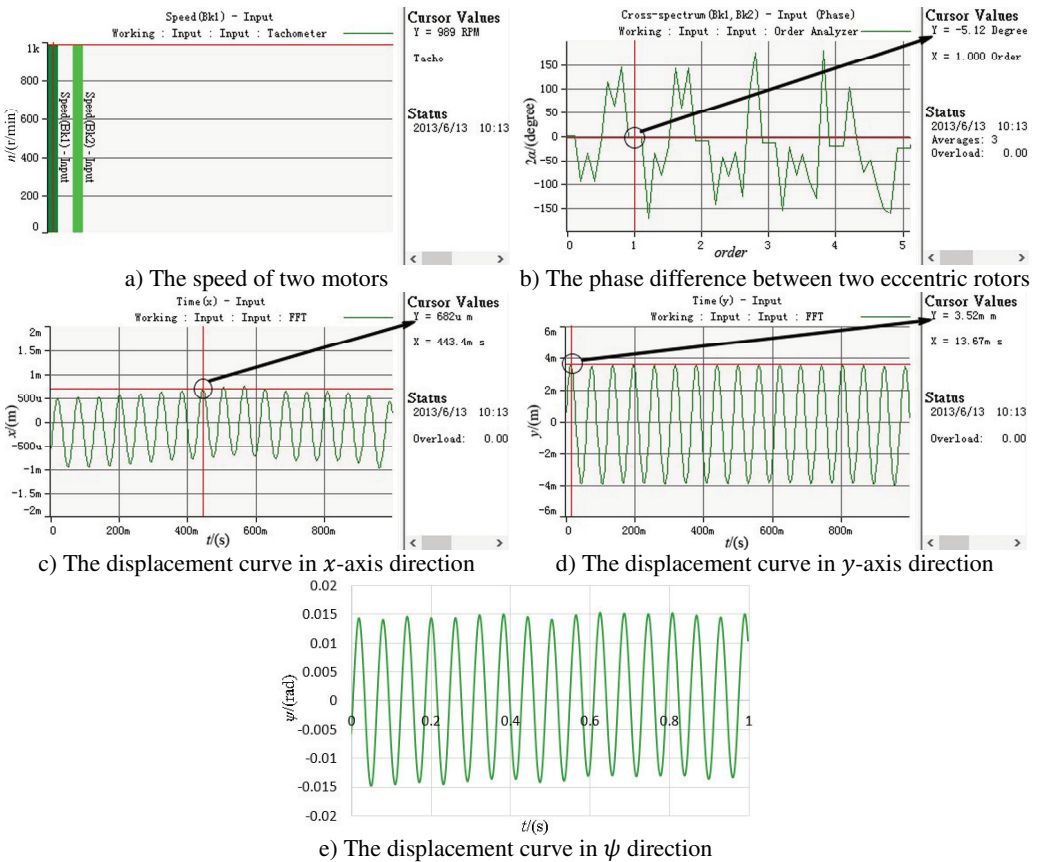 Speed(Bk1) - Input
Working : Input : Input : Tachometer
1k
800
600
400
200
0
n/(r/min)
Speed(Bk1) - Input
Speed(Bk2) - Input
Cursor Values
Y = 989 RPM
Tacho
Status
2013/6/13 10:13
a) The speed of two motors
Cross-spectrum(Bk1,Bk2) - Input (Phase)
Working : Input : Input : Order Analyzer
150
100
50
0
-50
-100
-150
2α/(degree)
0 1 2 3 4 5
order
Cursor Values
Y = -5.12 Degree
X = 1.000 Order
Status
2013/6/13 10:13
Averages: 3
Overload: 0.00
b) The phase difference between two eccentric rotors
Time(x) - Input
Working : Input : Input : FFT
2m
1.5m
1m
500u
0
-500u
-1m
-1.5m
-2m
x/(m)
0 200m 400m 600m 800m
t/(s)
Cursor Values
Y = 682u m
X - 443.4m s
Status
2013/6/13 10:13
Overload: 0.00
c) The displacement curve in x-axis direction
Time(y) - Input
Working : Input : Input : FFT
6m
4m
2m
0
-2m
-4m
-6m
y/(m)
0 200m 400m 600m 800m
t/(s)
Cursor Values
Y = 3.52m m
X = 13.67m s
Status
2013/6/13 10:13
Overload: 0.00
d) The displacement curve in y-axis direction
0.02
0.015
0.01
0.005
0
-0.005
-0.01
-0.015
-0.02
ψ/(rad)
0 0.2 0.4 0.6 0.8 1
t/(s)
e) The displacement curve in ψ direction